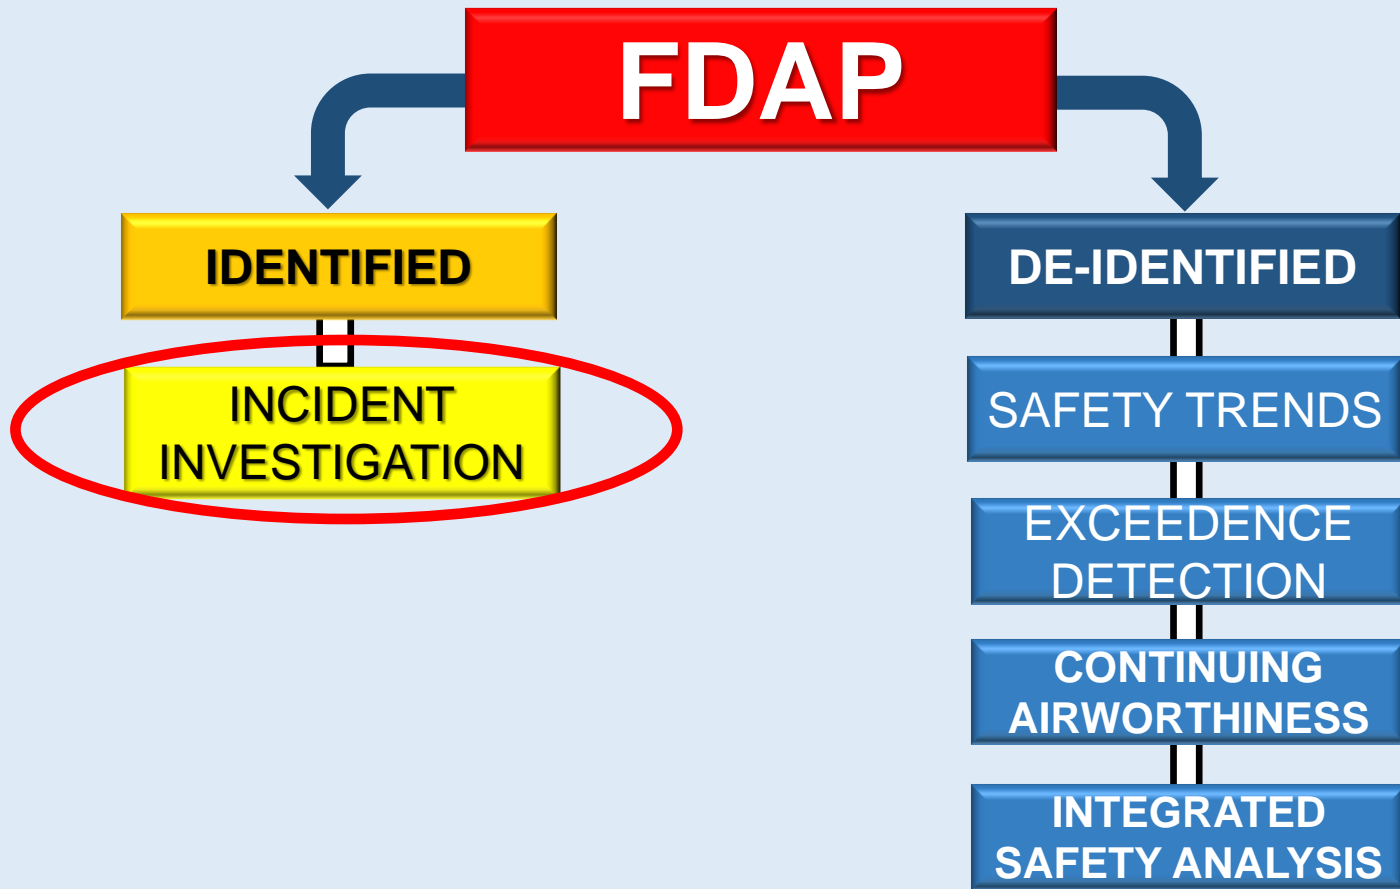 FDAP
IDENTIFIED
INCIDENT
INVESTIGATION
DE-IDENTIFIED
SAFETY TRENDS
EXCEEDENCE
DETECTION
CONTINUING
AIRWORTHINESS
INTEGRATED
SAFETY ANALYSIS